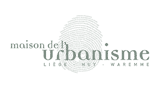 maison de l'
urbanisme
LIÈGE - HUY - WAREMME